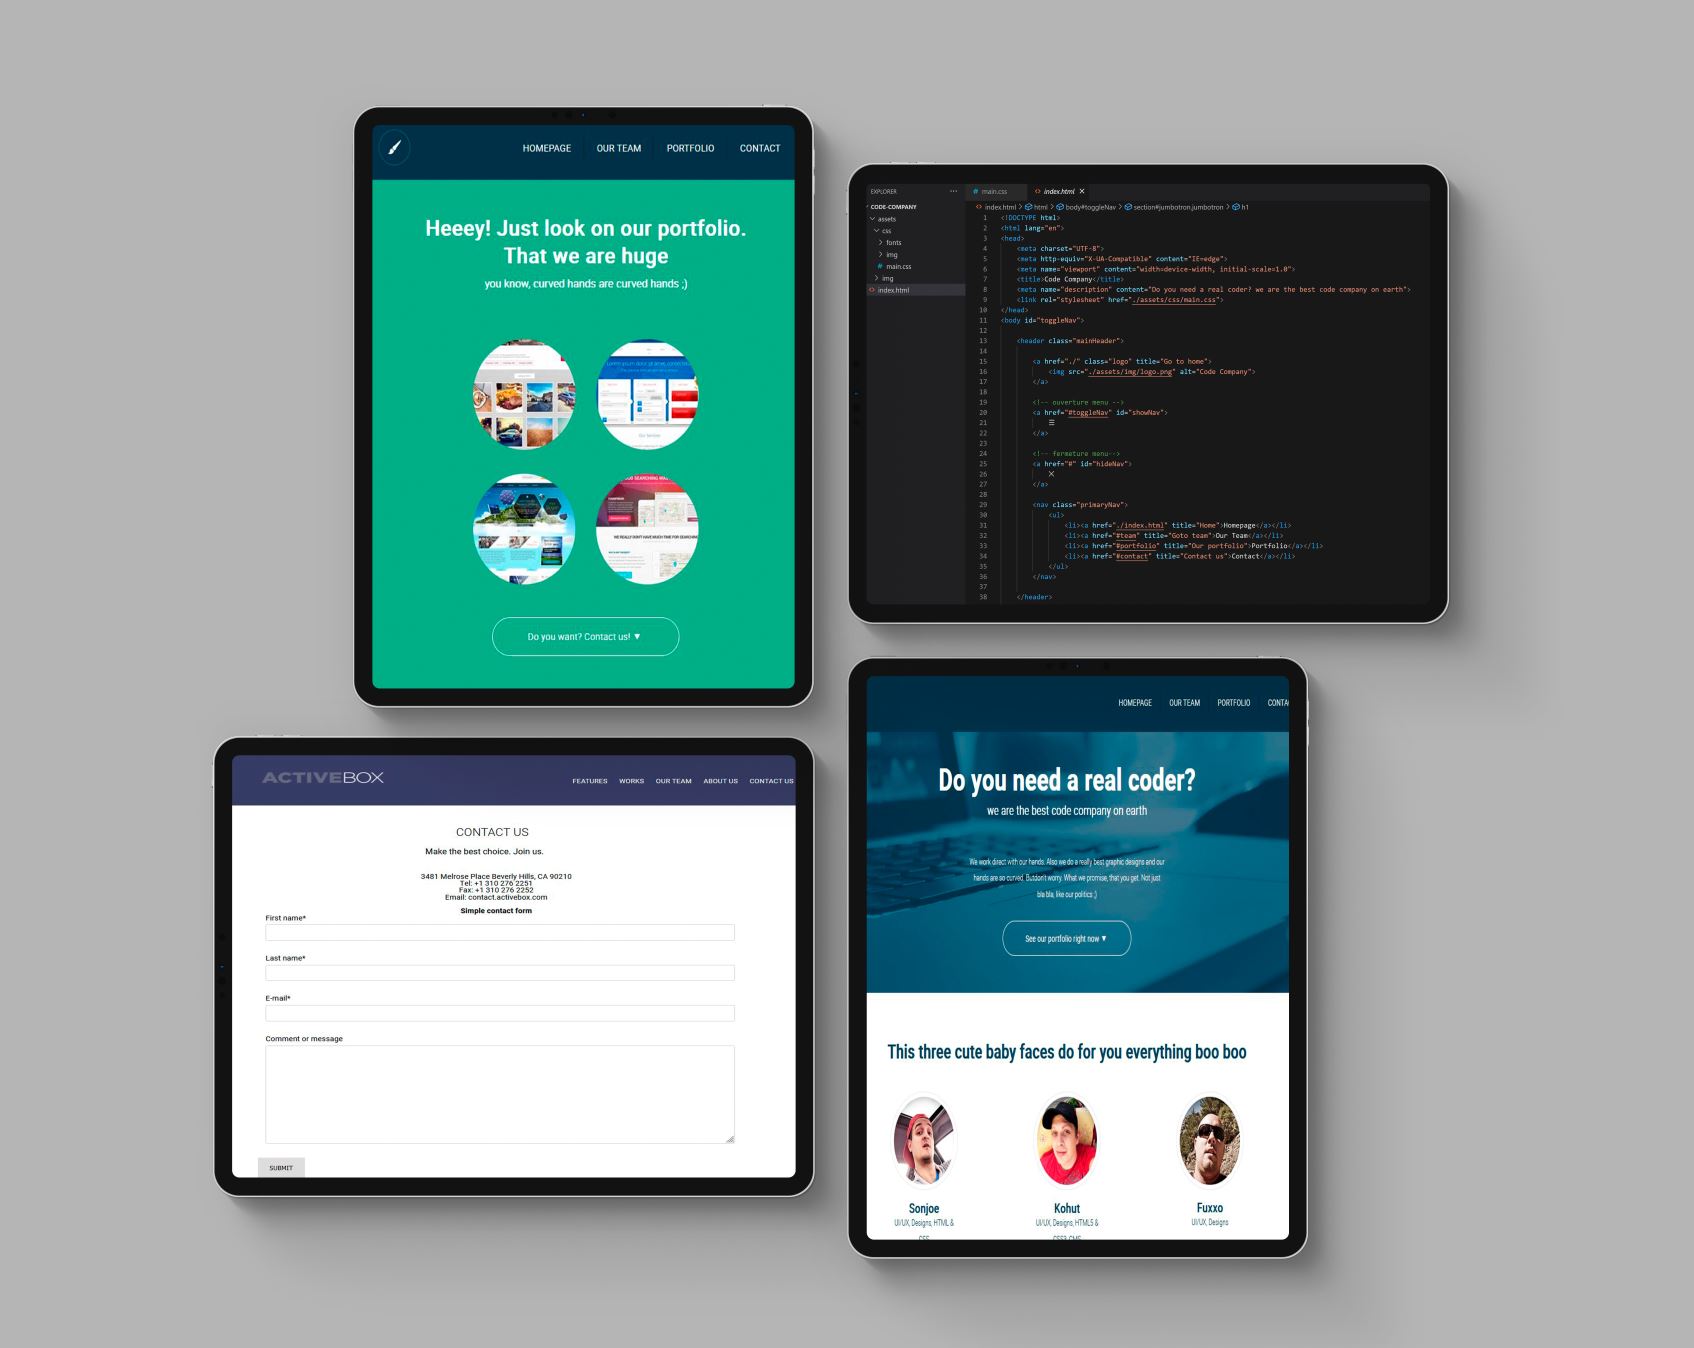 HOMEPAGE OUR TEAM PORTFOLIO CONTACT
Heeey! Just look on our portfolio.
That we are huge
you know, curved hands are curved hands ;)
Do you want? Contact us! ▼
EXPLORER ···
# main.css <> index.html ×
CODE-COMPANY
index.html > html > body#toggleNav > section#jumbotron.jumbotron > h1
assets
css
fonts
img
# main.css
img
<> index.html
1 <!DOCTYPE html>
2 <html lang="en">
3 <head>
4 <meta charset="UTF-8">
5 <meta http-equiv="X-UA-Compatible" content="IE=edge">
6 <meta name="viewport" content="width=device-width, initial-scale=1.0">
7 <title>Code Company</title>
8 <meta name="description" content="Do you need a real coder? we are the best code company on earth">
9 <link rel="stylesheet" href="./assets/css/main.css">
10 </head>
11 <body id="toggleNav">
12
13 <header class="mainHeader">
14
15 <a href="./" class="logo" title="Go to home">
16 <img src="./assets/img/logo.png" alt="Code Company">
17 </a>
18
19 <!-- ouverture menu -->
20 <a href="#toggleNav" id="showNav">
21 ☰
22 </a>
23
24 <!-- fermeture menu-->
25 <a href="#" id="hideNav">
26 ✕
27 </a>
28
29 <nav class="primaryNav">
30 <ul>
31 <li><a href="./index.html" title="Home">Homepage</a></li>
32 <li><a href="#team" title="Goto team">Our Team</a></li>
33 <li><a href="#portfolio" title="Our portfolio">Portfolio</a></li>
34 <li><a href="#contact" title="Contact us">Contact</a></li>
35 </ul>
36 </nav>
37
38 </header>
ACTIVEBOX
FEATURES WORKS OUR TEAM ABOUT US CONTACT US
CONTACT US
Make the best choice. Join us.
3481 Melrose Place Beverly Hills, CA 90210
Tel: +1 310 276 2251
Fax: +1 310 276 2252
Email: contact.activebox.com
Simple contact form
First name*
Last name*
E-mail*
Comment or message
SUBMIT
HOMEPAGE OUR TEAM PORTFOLIO CONTA
Do you need a real coder?
we are the best code company on earth
We work direct with our hands. Also we do a really best graphic designs and our
hands are so curved. Butdon't worry. What we promise, that you get. Not just
bla bla, like our politics ;)
See our portfolio right now ▼
This three cute baby faces do for you everything boo boo
Sonjoe
UI/UX, Designs, HTML &
CSS
Kohut
UI/UX, Designs, HTML5 &
CSS3, CMS
Fuxxo
UI/UX, Designs